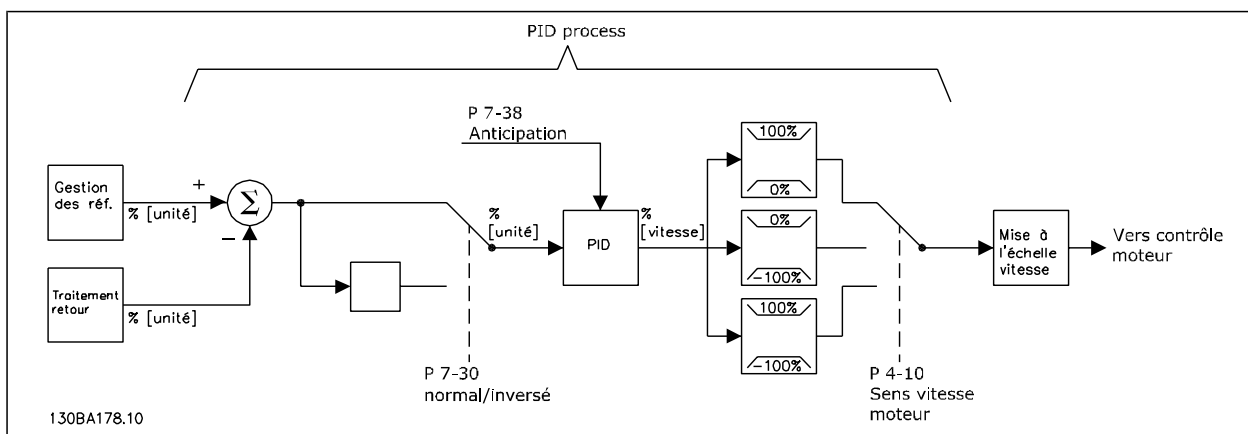 PID process
P 7-38
Anticipation
100%
0%
Gestion
des réf.
+
% [unité]
Σ
–
%
[unité]
PID
%
[vitesse]
0%
-100%
Mise à
l'échelle
vitesse
Vers contrôle
moteur
Traitement
retour
% [unité]
100%
-100%
P 7-30
normal/inversé
P 4-10
Sens vitesse
moteur
130BA178.10